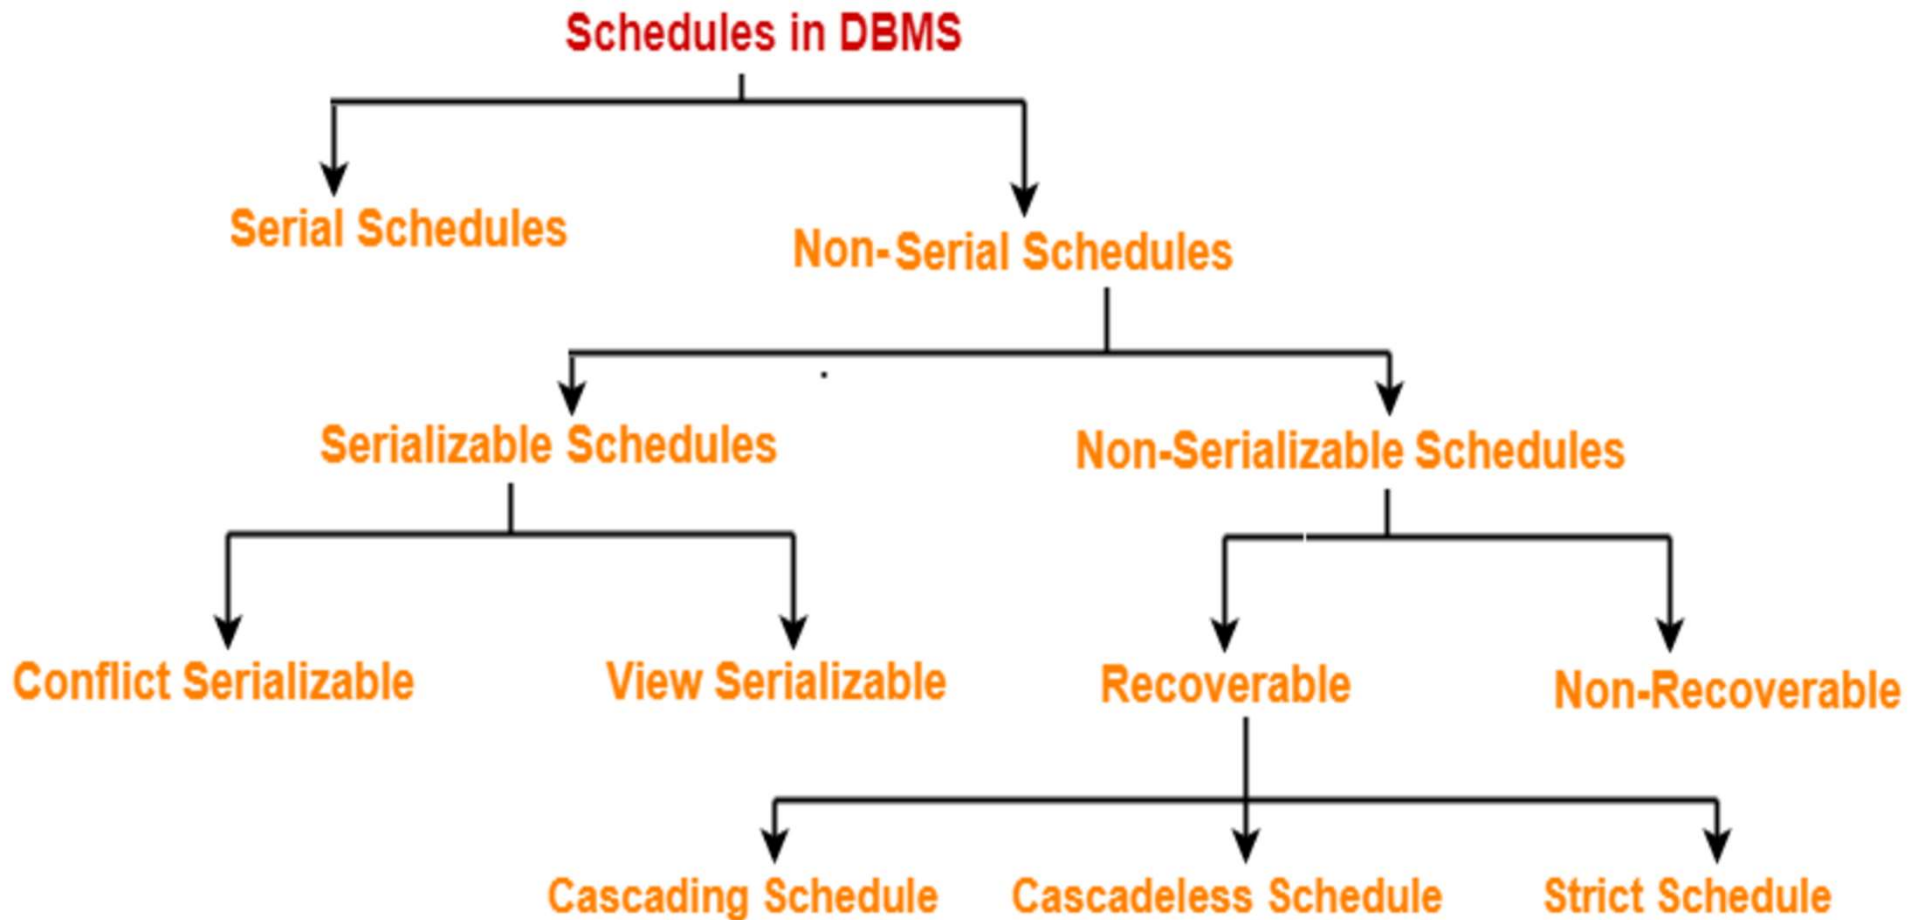 Schedules in DBMS
Serial Schedules
Non-Serial Schedules
Serializable Schedules
Non-Serializable Schedules
Conflict Serializable
View Serializable
Recoverable
Non-Recoverable
Cascading Schedule
Cascadeless Schedule
Strict Schedule